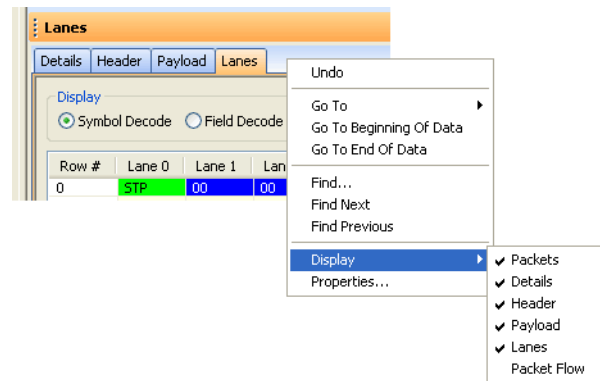 Lanes
Details Header Payload Lanes
Display
Symbol Decode Field Decode
Row # Lane 0 Lane 1 Lan
0 STP 00 00
Undo
Go To
Go To Beginning Of Data
Go To End Of Data
Find...
Find Next
Find Previous
Display
Properties...
Packets
Details
Header
Payload
Lanes
Packet Flow